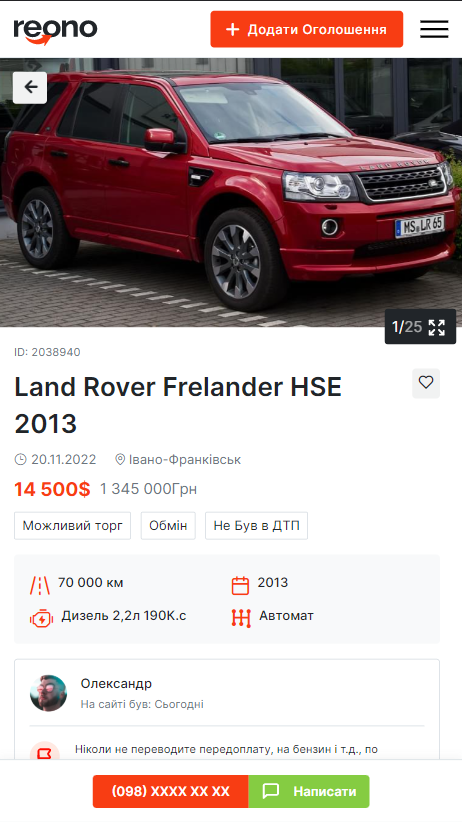 reono
+ Додати Оголошення
MS LR 65
1/25
ID: 2038940
Land Rover Frelander HSE
2013
20.11.2022 Івано-Франківськ
14 500$ 1 345 000Грн
Можливий торг Обмін Не Був в ДТП
70 000 км 2013
Дизель 2,2л 190К.с Автомат
Олександр
На сайті був: Сьогодні
Ніколи не переводите передоплату, на бензин і т.д., по
(098) XXXX XX XX Написати